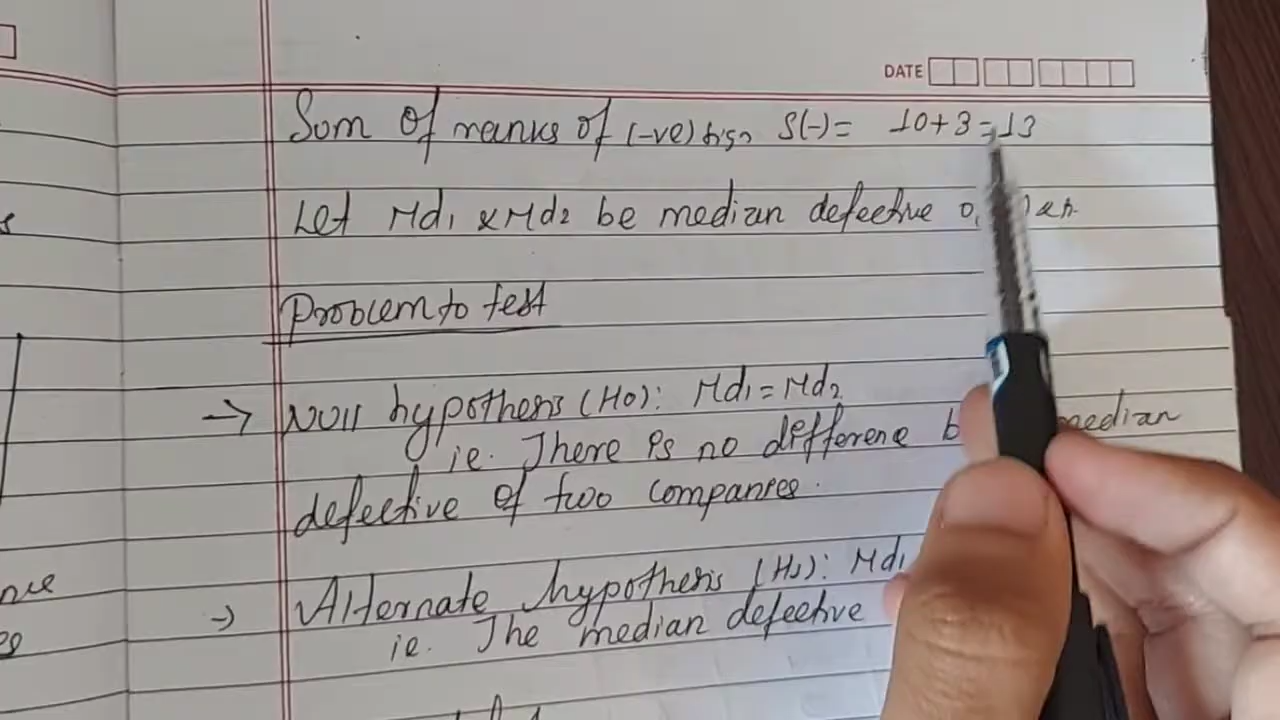 DATE
Sum of ranks of (-ve) sign S(-) = 10+3=13
Let Md1 & Md2 be median defective
Problem to test
→ Null hypothesis (H0): Md1 = Md2
ie. There is no differene median
defective of two companies.
→ Alternate hypothesis (H1): Md1
ie. The median defective